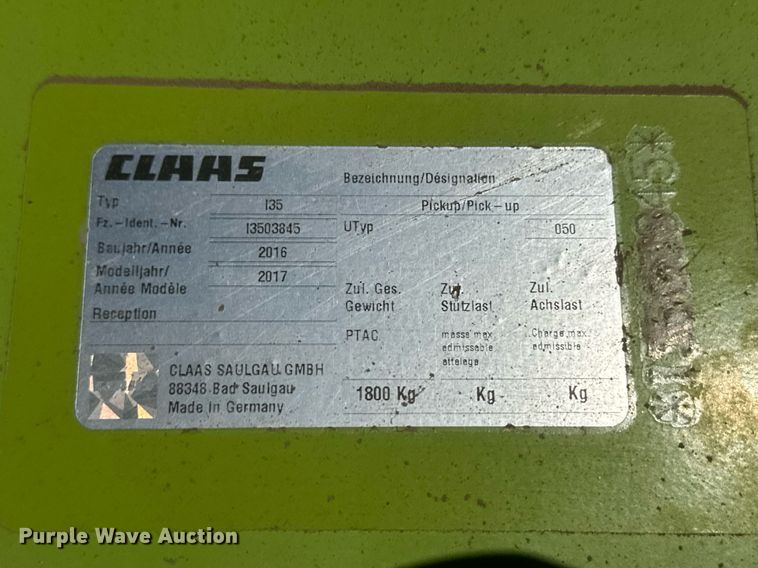 CLAAS
Bezeichnung/Désignation
Typ I35 Pickup/Pick-up
Fz.-Ident.-Nr. I3503845 UTyp 050
Baujahr/Année 2016
Modelljahr/ 2017 Zul. Ges. Zul. Zul.
Année Modèle Gewicht Stützlast Achslast
Reception
PTAC masse max Charge max.
admissable admissible
attelage
CLAAS SAULGAU GMBH
88348 Bad Saulgau 1800 Kg Kg Kg
Made in Germany
Purple Wave Auction